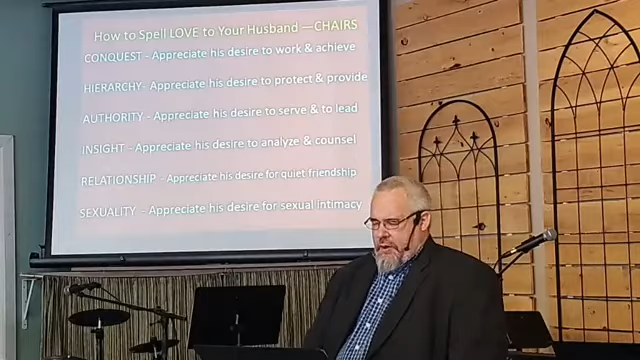 How to Spell LOVE to Your Husband —CHAIRS
CONQUEST - Appreciate his desire to work & achieve
HIERARCHY- Appreciate his desire to protect & provide
AUTHORITY - Appreciate his desire to serve & to lead
INSIGHT - Appreciate his desire to analyze & counsel
RELATIONSHIP - Appreciate his desire for quiet friendship
SEXUALITY - Appreciate his desire for sexual intimacy